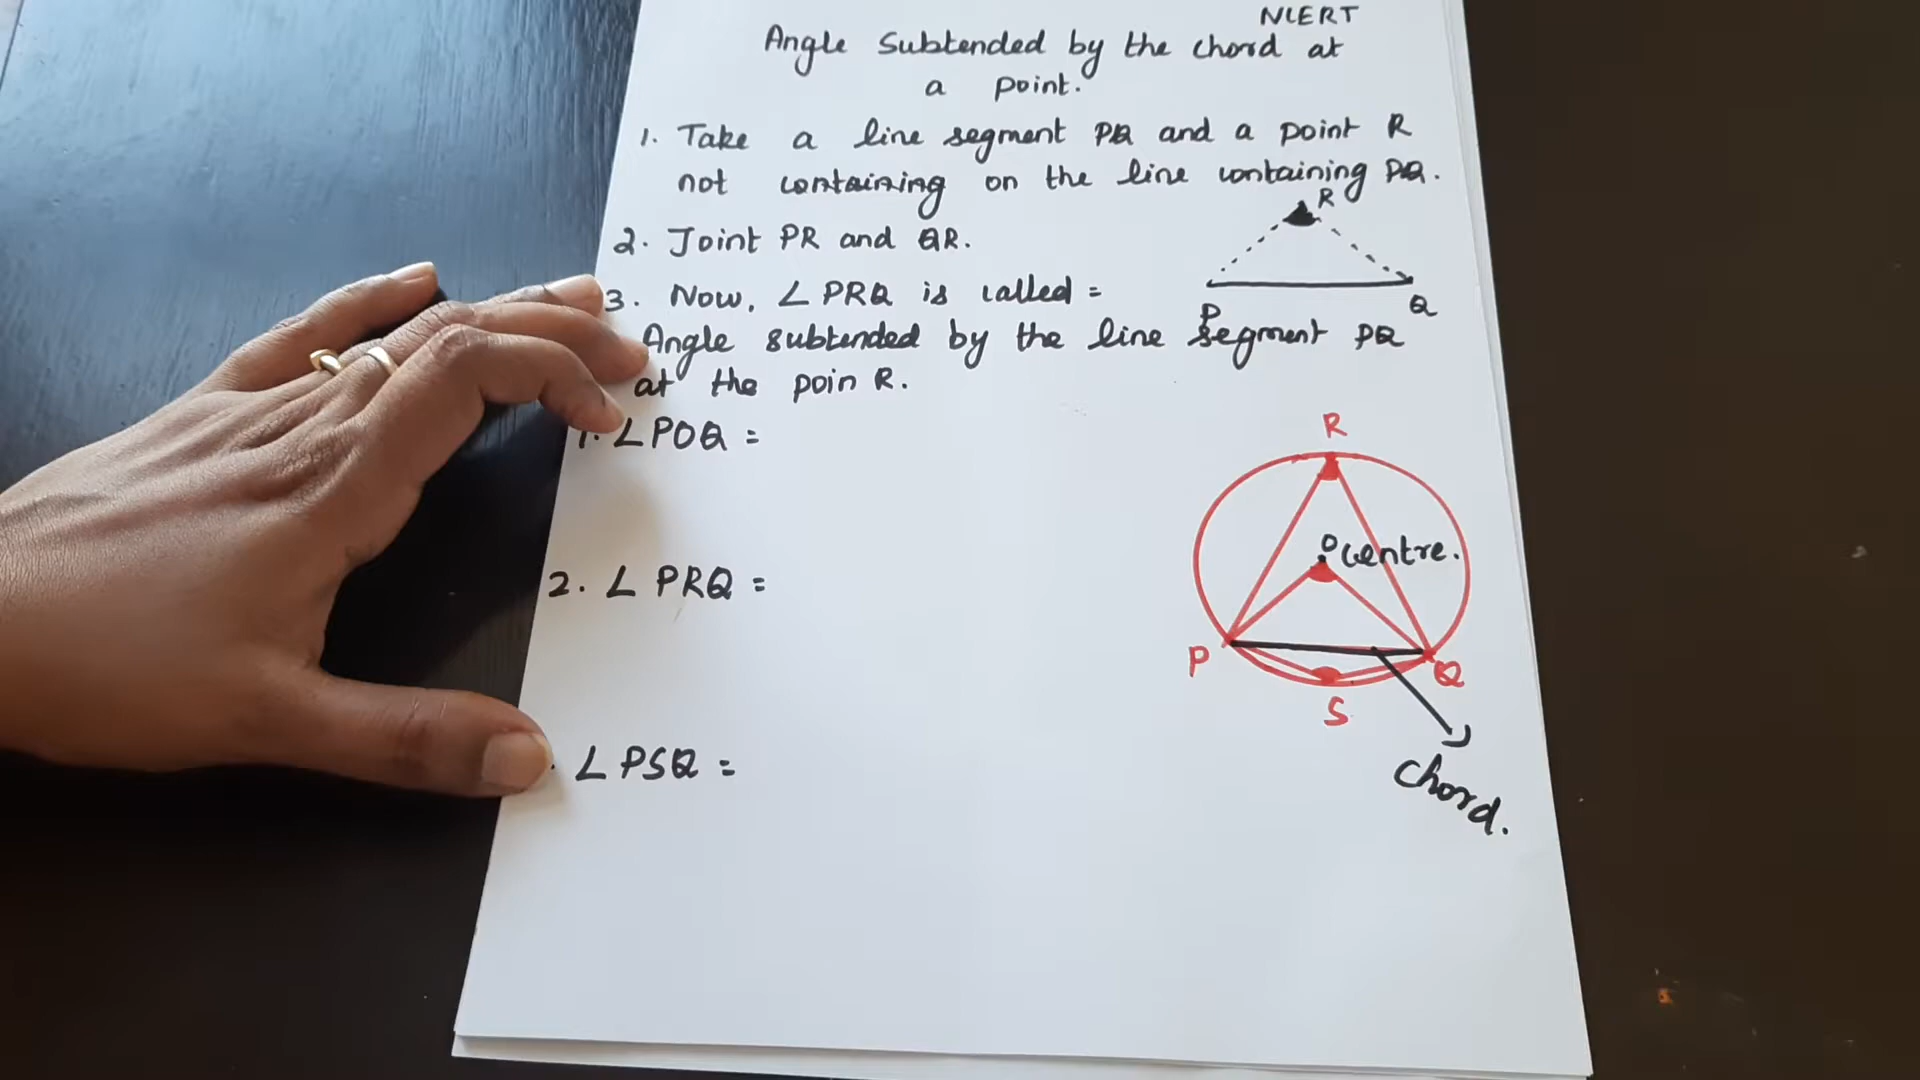 NCERT
Angle Subtended by the chord at
a point.
1. Take a line segment PQ and a point R
not containing on the line containing PQ.
R
2. Joint PR and QR.
3. Now, ∠ PRQ is called =
P Q
Angle subtended by the line segment PQ
at the poin R.
1. ∠POQ =
R
O centre.
2. ∠ PRQ =
P Q
S
∠ PSQ =
Chord.